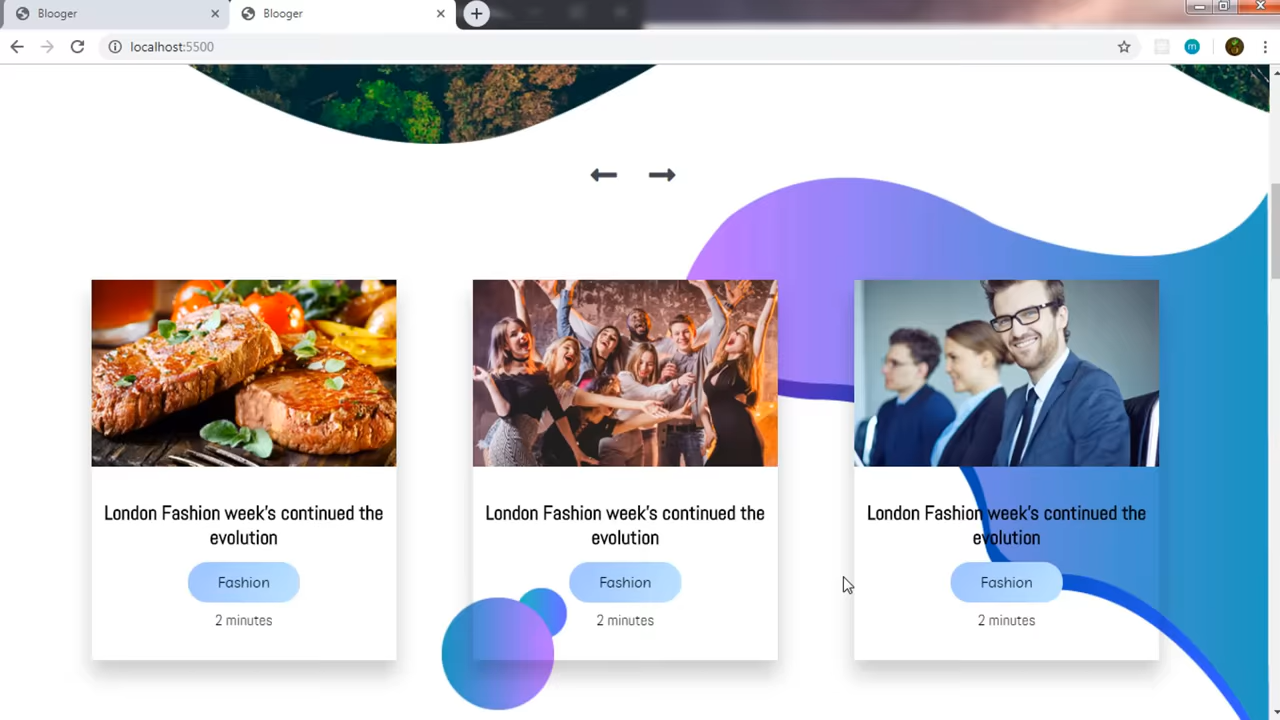 Blooger
Blooger
localhost:5500
m
London Fashion week's continued the
evolution
Fashion
2 minutes
London Fashion week's continued the
evolution
Fashion
2 minutes
London Fashion week's continued the
evolution
Fashion
2 minutes